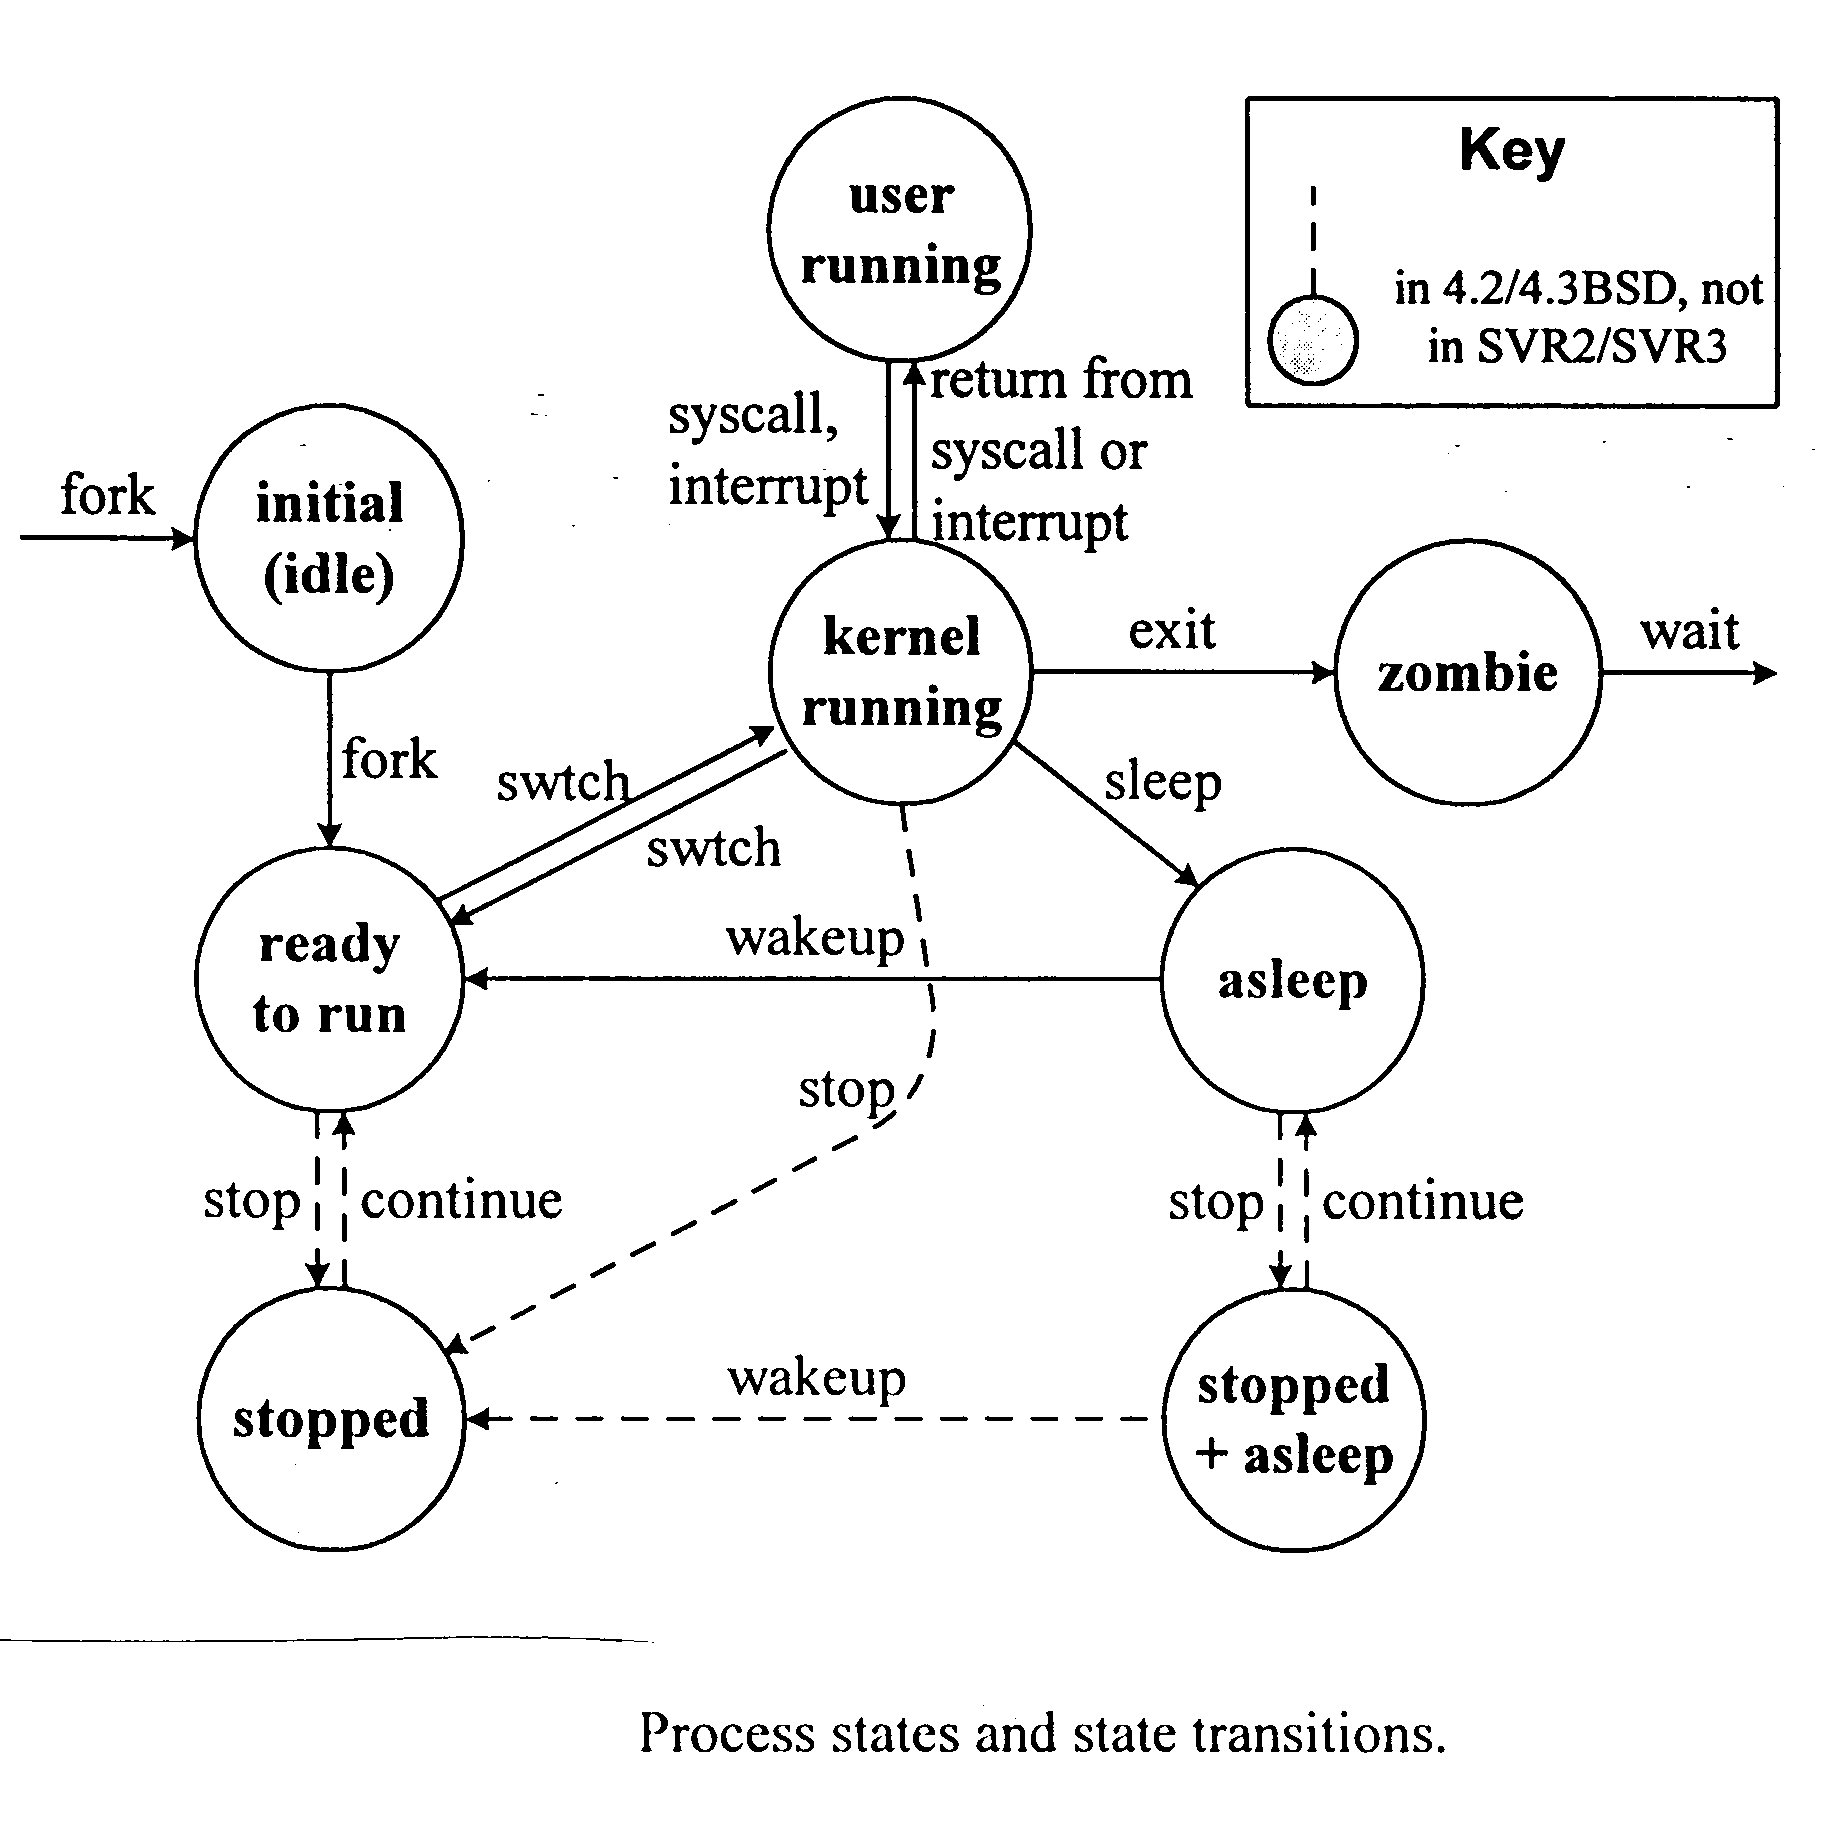 user
running
Key
in 4.2/4.3BSD, not
in SVR2/SVR3
syscall,
interrupt
return from
syscall or
interrupt
fork
initial
(idle)
kernel
running
exit
zombie
wait
fork
swtch
swtch
sleep
ready
to run
wakeup
asleep
stop
stop
continue
stop
continue
stopped
wakeup
stopped
+ asleep
Process states and state transitions.